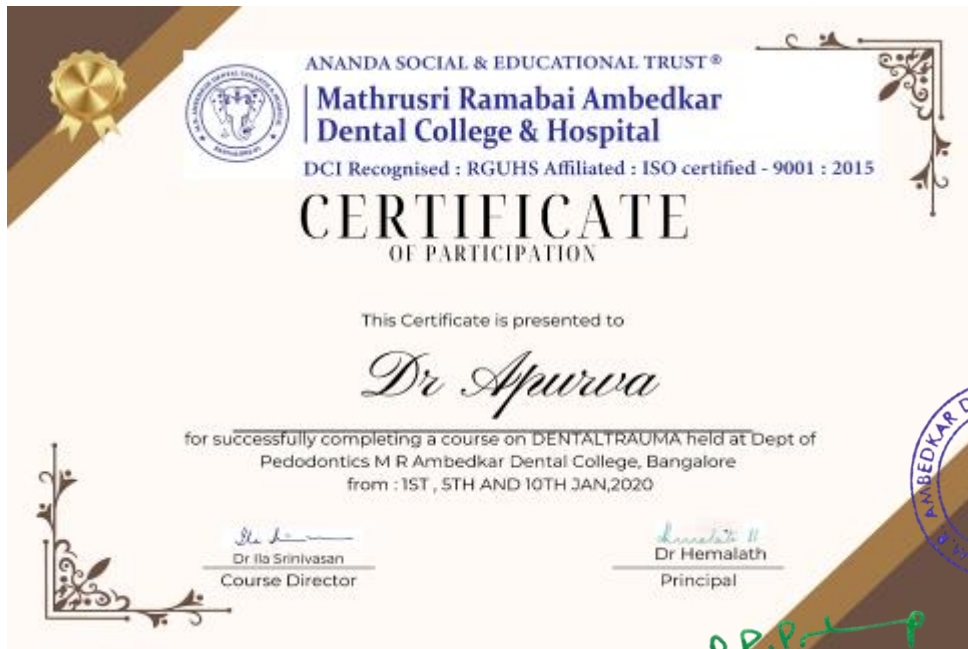 ANANDA SOCIAL & EDUCATIONAL TRUST®
Mathrusri Ramabai Ambedkar
Dental College & Hospital
DCI Recognised : RGUHS Affiliated : ISO certified - 9001 : 2015
CERTIFICATE
OF PARTICIPATION
This Certificate is presented to
Dr Apurva
for successfully completing a course on DENTALTRAUMA held at Dept of
Pedodontics M R Ambedkar Dental College, Bangalore
from : 1ST , 5TH AND 10TH JAN,2020
Dr Ila Srinivasan
Course Director
Dr Hemalath
Principal
AMBEDKAR D